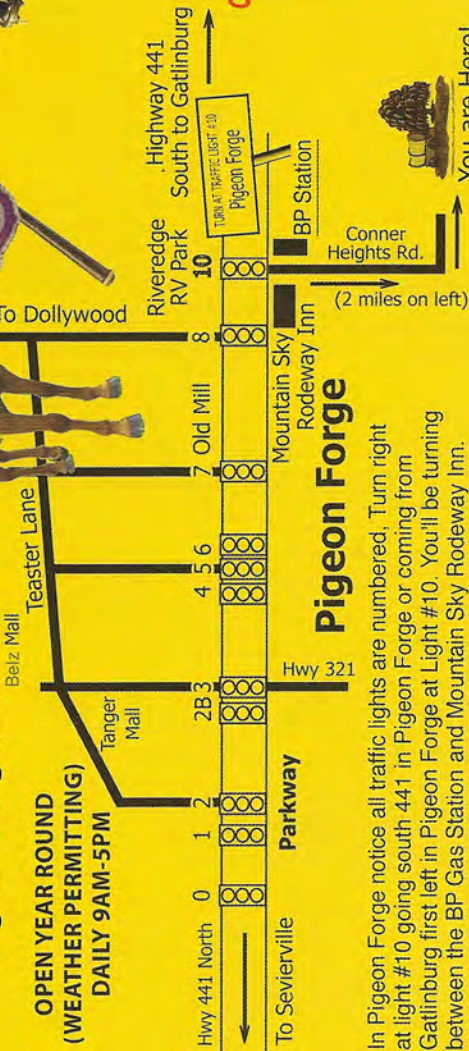 OPEN YEAR ROUND
(WEATHER PERMITTING)
DAILY 9AM-5PM
Belz Mall
Teaster Lane
To Dollywood
Tanger
Mall
Riveredge
RV Park
Highway 441
South to Gatlinburg
TURN AT TRAFFIC LIGHT #10
Pigeon Forge
Old Mill
Hwy 441 North
0 1 2 2B 3 4 5 6 7 8 10
To Sevierville
Parkway
Hwy 321
Mountain Sky
Rodeway Inn
BP Station
Conner
Heights Rd.
(2 miles on left)
You are Here!
Pigeon Forge
In Pigeon Forge notice all traffic lights are numbered. Turn right
at light #10 going south 441 in Pigeon Forge or coming from
Gatlinburg first left in Pigeon Forge at Light #10. You'll be turning
between the BP Gas Station and Mountain Sky Rodeway Inn.